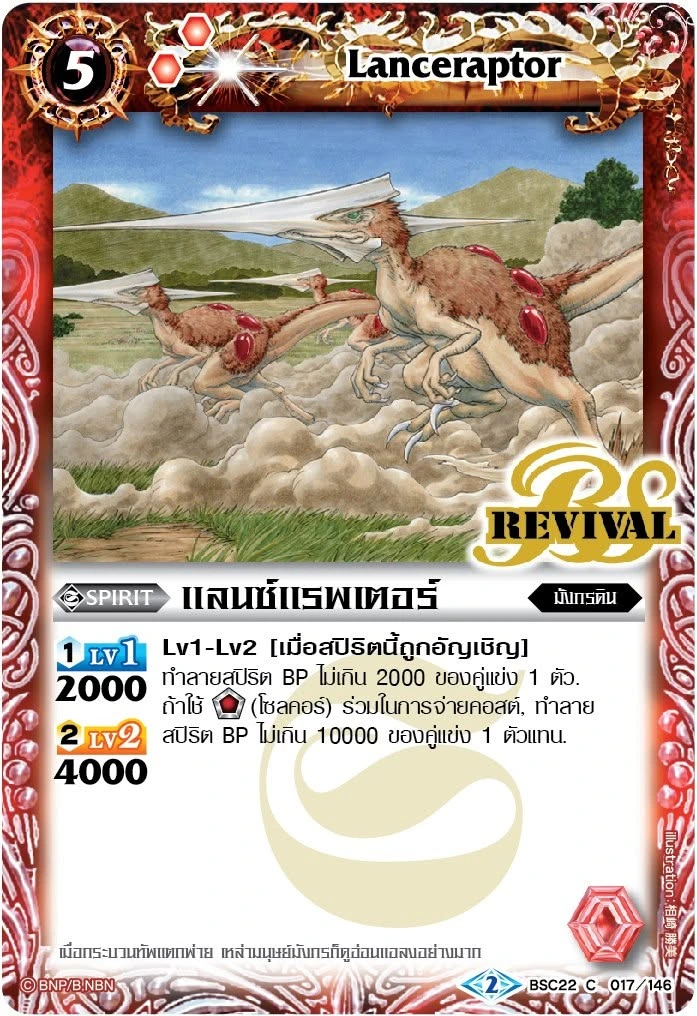 5
Lanceraptor
BS
REVIVAL
SPIRIT
แลนซ์แรพเตอร์
มังกรดิน
1 LV1
2000
2 LV2
4000
Lv1-Lv2 [เมื่อสปิริตนี้ถูกอัญเชิญ]
ทำลายสปิริต BP ไม่เกิน 2000 ของคู่แข่ง 1 ตัว.
ถ้าใช้ (โซลคอร์) ร่วมในการจ่ายคอสต์, ทำลาย
สปิริต BP ไม่เกิน 10000 ของคู่แข่ง 1 ตัวแทน.
illustration : 相崎 勝美
เมื่อกระบวนทัพแตกพ่าย เหล่ามนุษย์มังกรก็ดูอ่อนแอลงอย่างมาก
©BNP/B.NBN
2
BSC22 C 017/146